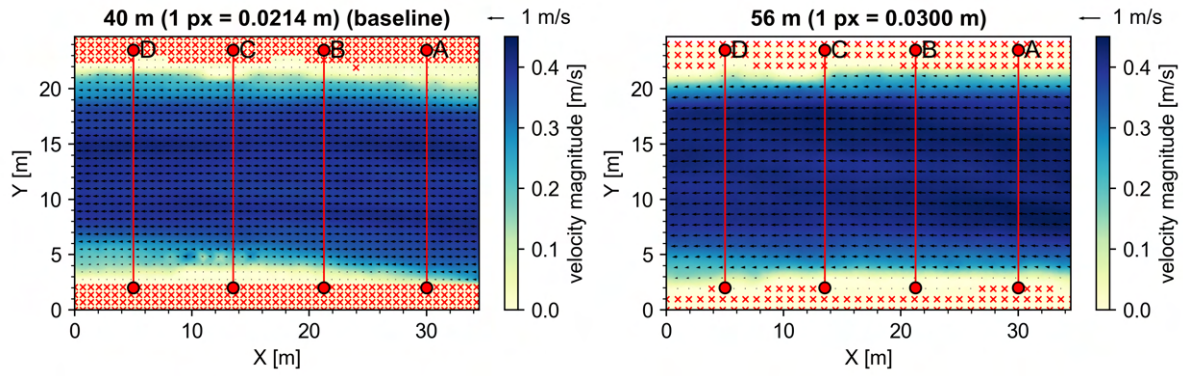 40 m (1 px = 0.0214 m) (baseline)
1 m/s
D
C
B
A
20
15
10
5
0
Y [m]
0
10
20
30
X [m]
0.4
0.3
0.2
0.1
0.0
velocity magnitude [m/s]
56 m (1 px = 0.0300 m)
1 m/s
D
C
B
A
20
15
10
5
0
Y [m]
0
10
20
30
X [m]
0.4
0.3
0.2
0.1
0.0
velocity magnitude [m/s]